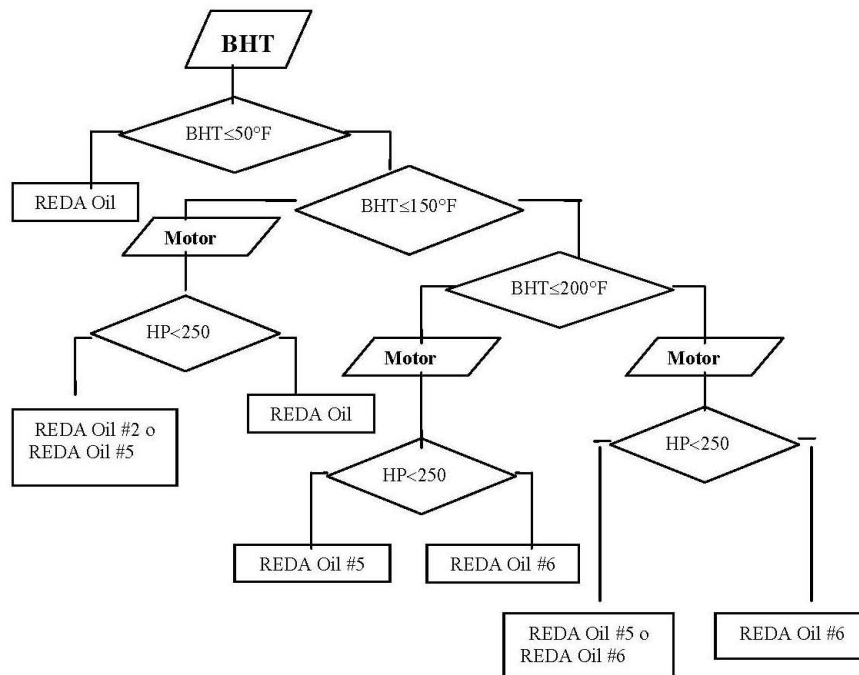 BHT
BHT≤50°F
REDA Oil
BHT≤150°F
Motor
BHT≤200°F
HP<250
Motor
Motor
REDA Oil #2 o
REDA Oil #5
REDA Oil
HP<250
HP<250
REDA Oil #5
REDA Oil #6
REDA Oil #5 o
REDA Oil #6
REDA Oil #6